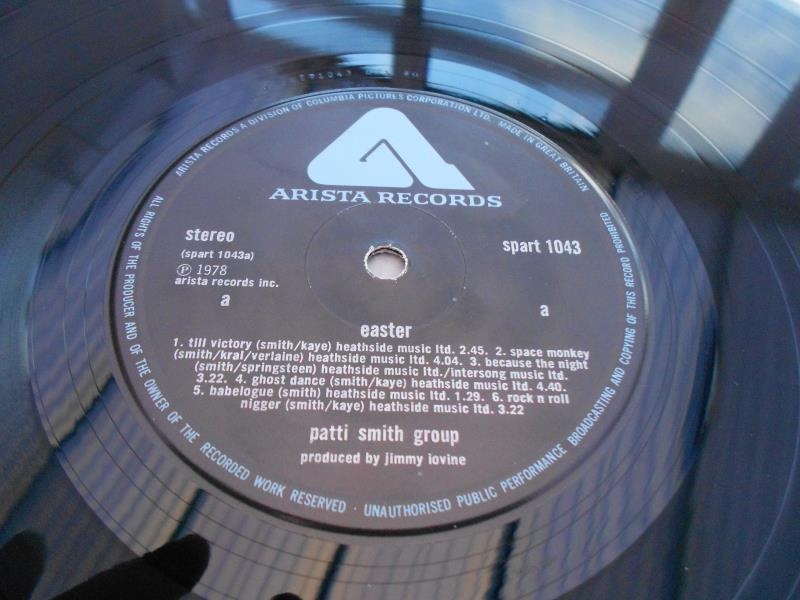 ARISTA RECORDS A DIVISION OF COLUMBIA PICTURES CORPORATION LTD. MADE IN GREAT BRITAIN
ARISTA RECORDS
stereo
spart 1043
(spart 1043a)
Ⓟ 1978
arista records inc.
a
a
easter
1. till victory (smith/kaye) heathside music ltd. 2.45. 2. space monkey
(smith/kral/verlaine) heathside music ltd. 4.04. 3. because the night
(smith/springsteen) heathside music ltd./intersong music ltd.
3.22. 4. ghost dance (smith/kaye) heathside music ltd. 4.40.
5. babelogue (smith) heathside music ltd. 1.29. 6. rock n roll
nigger (smith/kaye) heathside music ltd. 3.22
patti smith group
produced by jimmy iovine
ALL RIGHTS OF THE PRODUCER AND OF THE OWNER OF THE RECORDED WORK RESERVED · UNAUTHORISED PUBLIC PERFORMANCE BROADCASTING AND COPYING OF THIS RECORD PROHIBITED